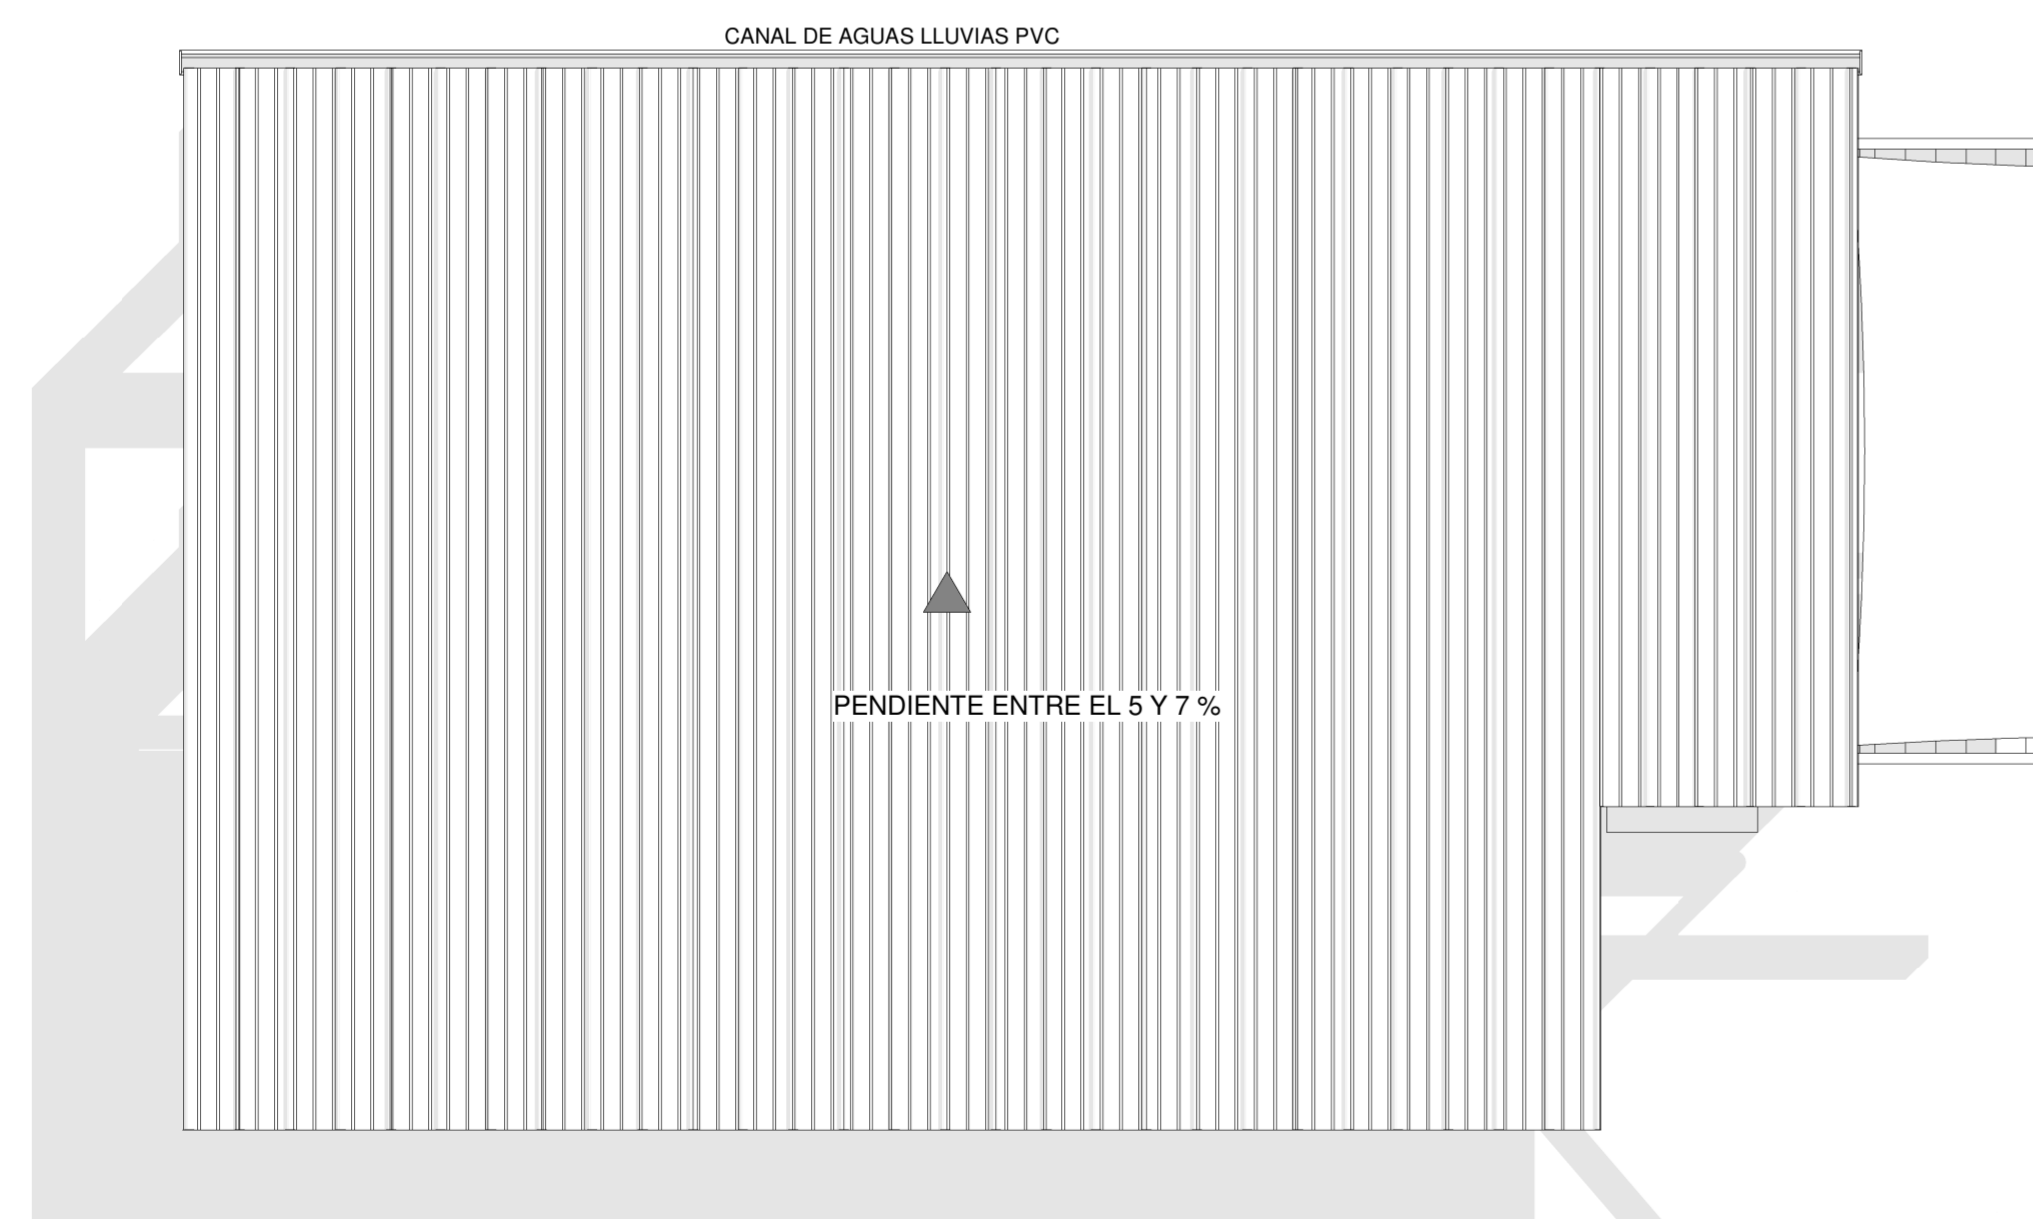 CANAL DE AGUAS LLUVIAS PVC
PENDIENTE ENTRE EL 5 Y 7 %